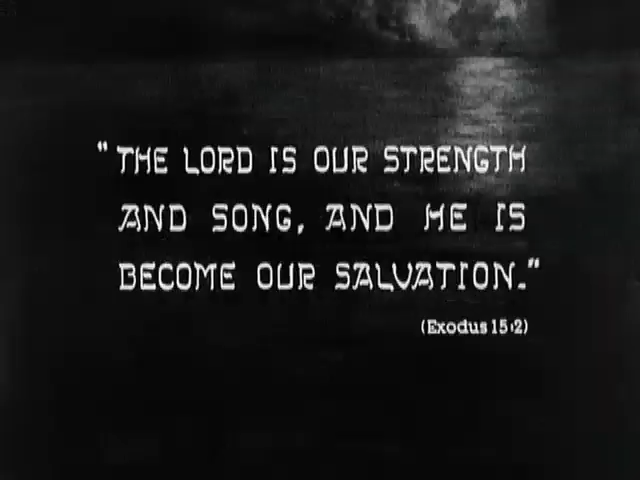 "THE LORD IS OUR STRENGTH
AND SONG, AND HE IS
BECOME OUR SALVATION."
(Exodus 15:2)